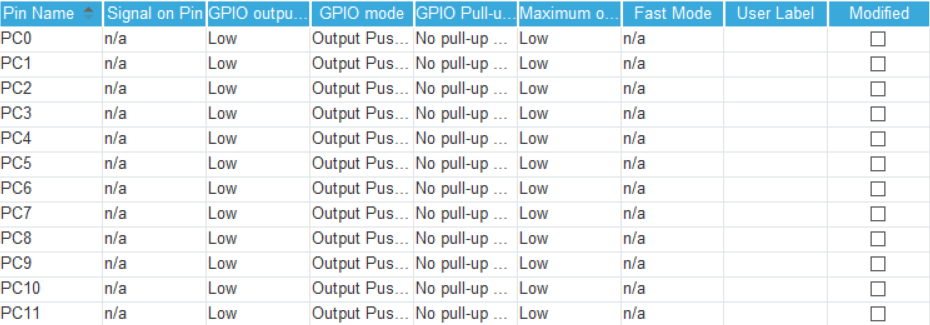 Pin Name Signal on Pin GPIO outpu... GPIO mode GPIO Pull-u... Maximum o... Fast Mode User Label Modified
PC0 n/a Low Output Pus... No pull-up ... Low n/a
PC1 n/a Low Output Pus... No pull-up ... Low n/a
PC2 n/a Low Output Pus... No pull-up ... Low n/a
PC3 n/a Low Output Pus... No pull-up ... Low n/a
PC4 n/a Low Output Pus... No pull-up ... Low n/a
PC5 n/a Low Output Pus... No pull-up ... Low n/a
PC6 n/a Low Output Pus... No pull-up ... Low n/a
PC7 n/a Low Output Pus... No pull-up ... Low n/a
PC8 n/a Low Output Pus... No pull-up ... Low n/a
PC9 n/a Low Output Pus... No pull-up ... Low n/a
PC10 n/a Low Output Pus... No pull-up ... Low n/a
PC11 n/a Low Output Pus... No pull-up ... Low n/a